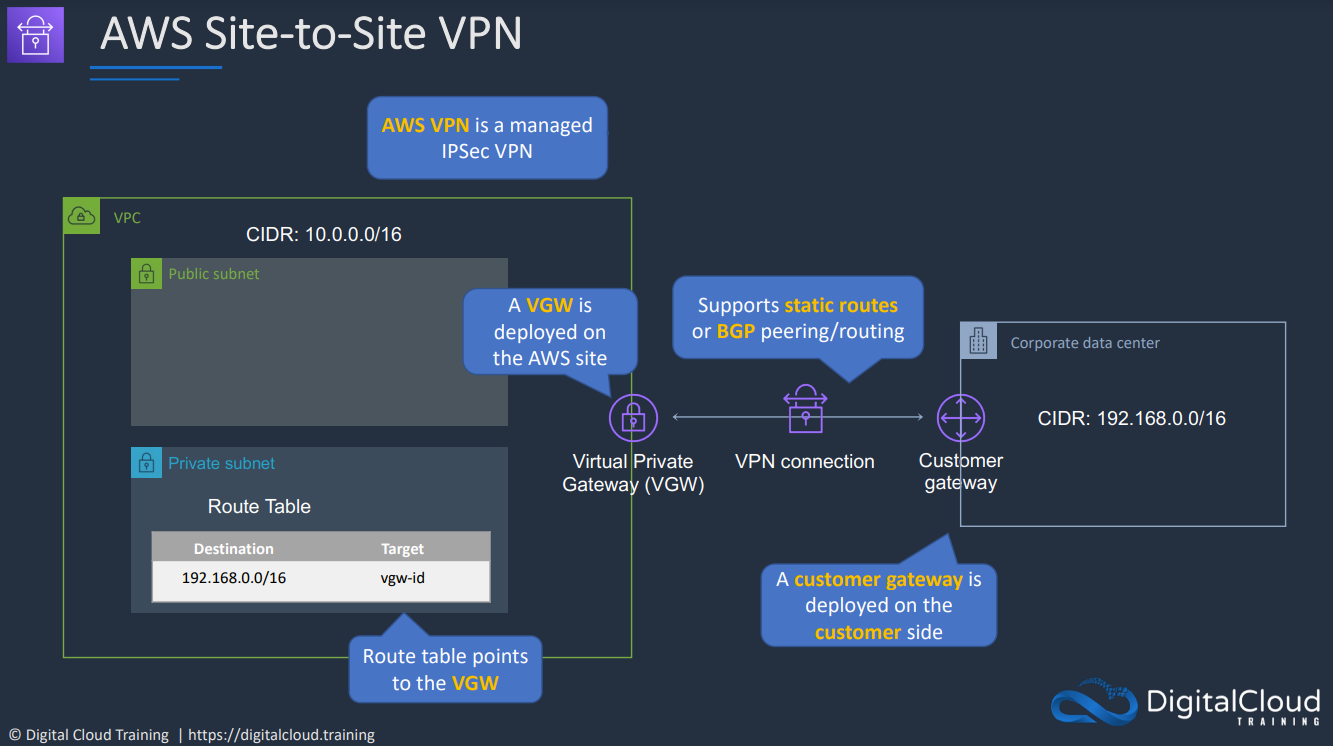 AWS Site-to-Site VPN
AWS VPN is a managed
IPSec VPN
VPC
CIDR: 10.0.0.0/16
Public subnet
A VGW is
deployed on
the AWS site
Supports static routes
or BGP peering/routing
Corporate data center
CIDR: 192.168.0.0/16
Virtual Private
Gateway (VGW)
VPN connection
Customer
gateway
Private subnet
Route Table
Destination Target
192.168.0.0/16 vgw-id
A customer gateway is
deployed on the
customer side
Route table points
to the VGW
DigitalCloud
TRAINING
© Digital Cloud Training | https://digitalcloud.training